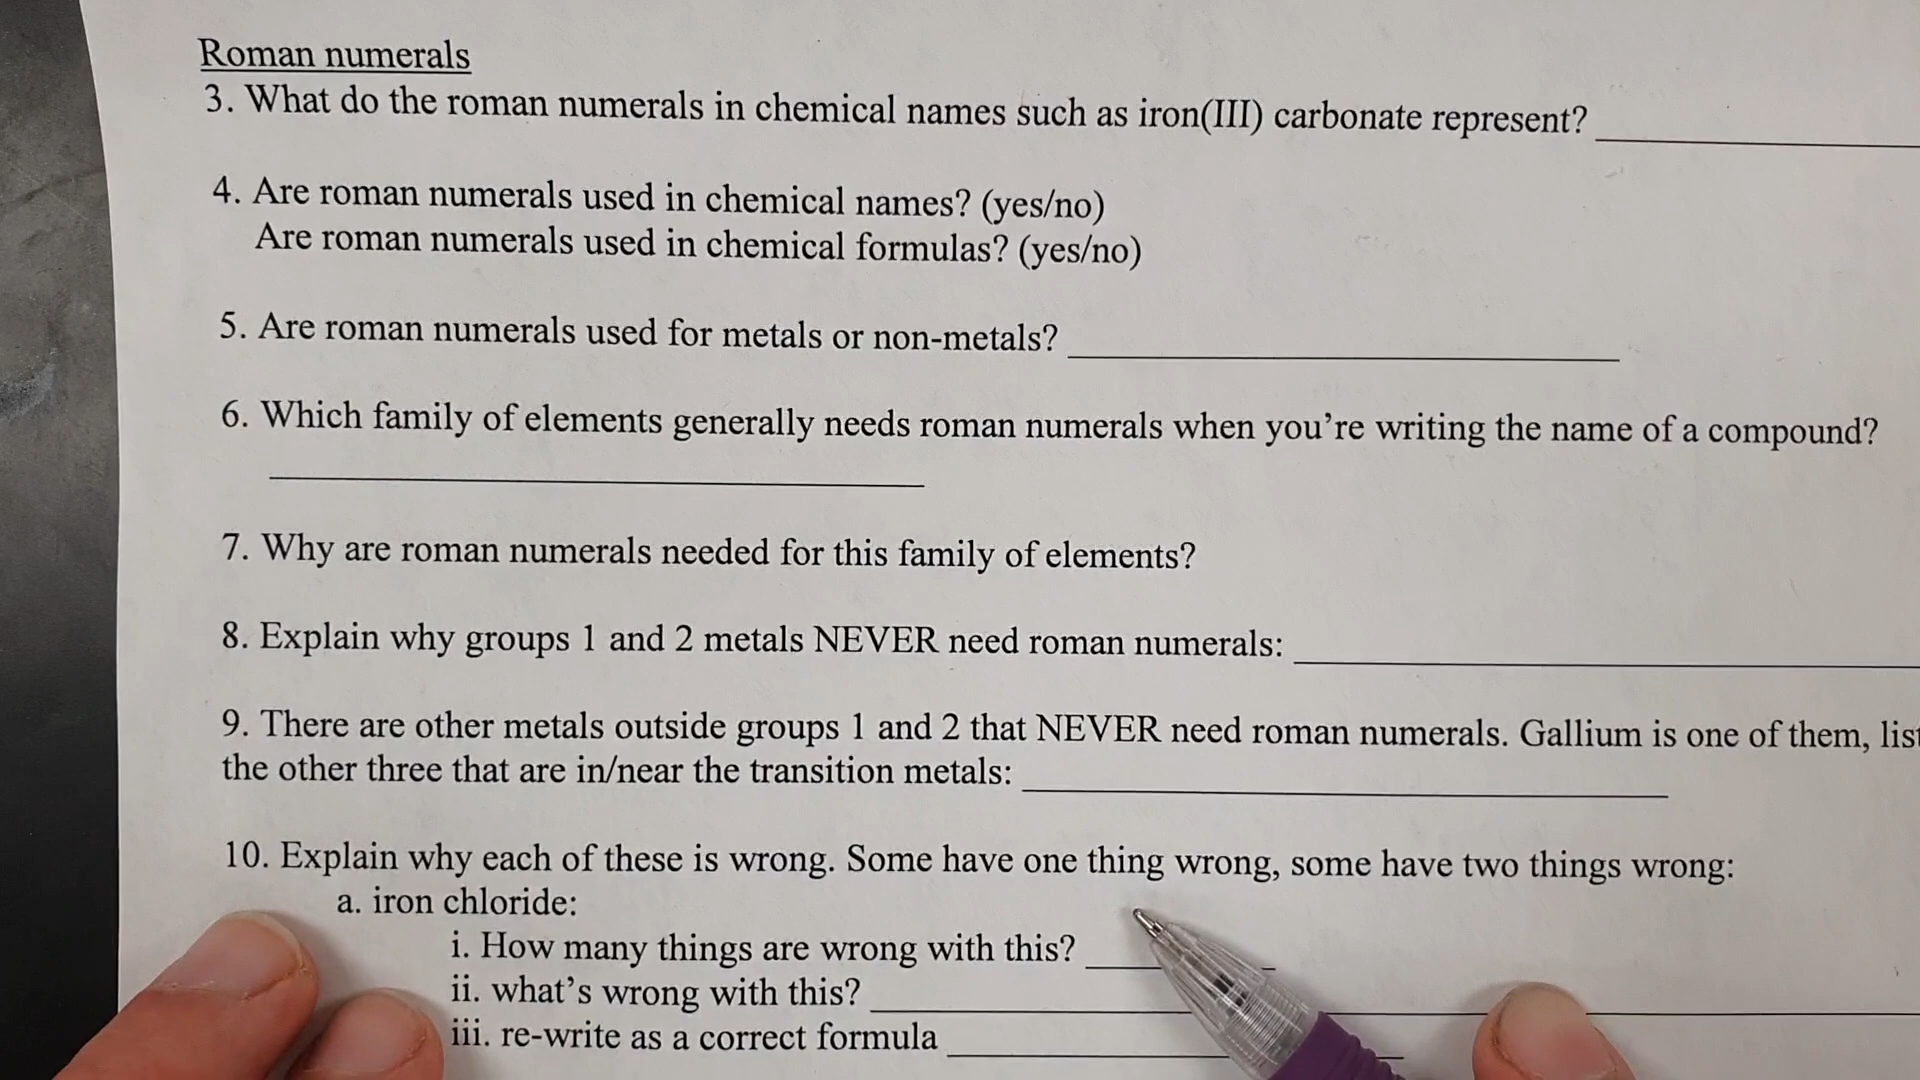 Roman numerals
3. What do the roman numerals in chemical names such as iron(III) carbonate represent?
4. Are roman numerals used in chemical names? (yes/no)
Are roman numerals used in chemical formulas? (yes/no)
5. Are roman numerals used for metals or non-metals?
6. Which family of elements generally needs roman numerals when you’re writing the name of a compound?
7. Why are roman numerals needed for this family of elements?
8. Explain why groups 1 and 2 metals NEVER need roman numerals:
9. There are other metals outside groups 1 and 2 that NEVER need roman numerals. Gallium is one of them, list
the other three that are in/near the transition metals:
10. Explain why each of these is wrong. Some have one thing wrong, some have two things wrong:
a. iron chloride:
i. How many things are wrong with this?
ii. what’s wrong with this?
iii. re-write as a correct formula